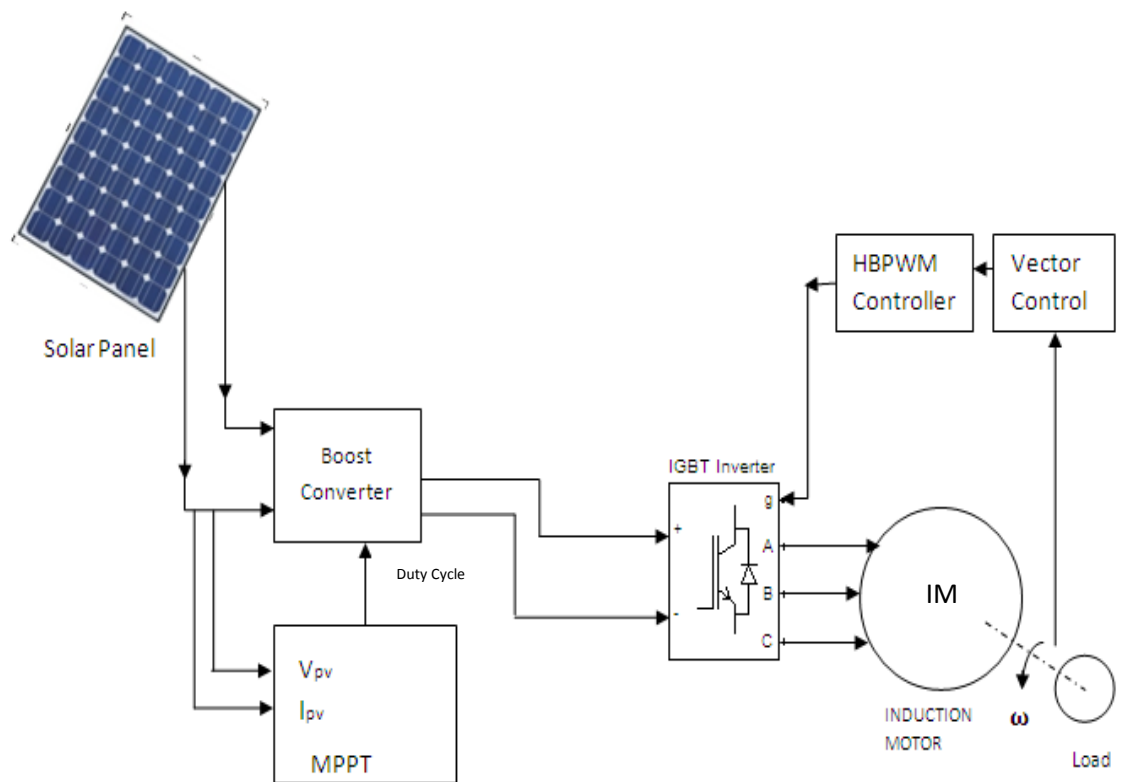 Solar Panel
HBPWM
Controller
Vector
Control
Boost
Converter
IGBT Inverter
g
+
A
B
-
C
Duty Cycle
IM
Vpv
Ipv
MPPT
INDUCTION
MOTOR
ω
Load